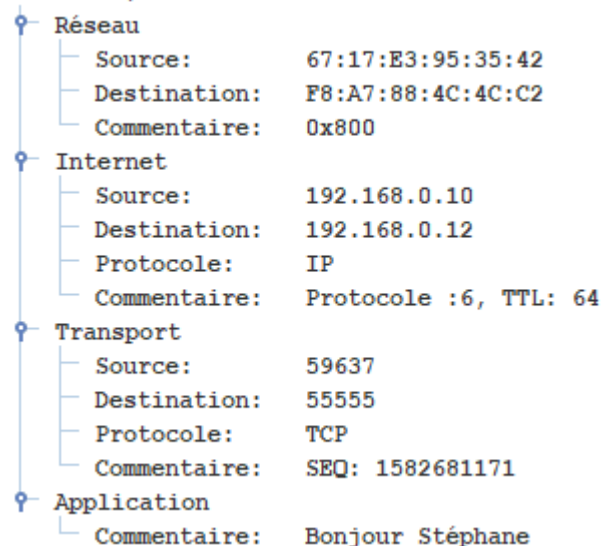 Réseau
Source: 67:17:E3:95:35:42
Destination: F8:A7:88:4C:4C:C2
Commentaire: 0x800
Internet
Source: 192.168.0.10
Destination: 192.168.0.12
Protocole: IP
Commentaire: Protocole :6, TTL: 64
Transport
Source: 59637
Destination: 55555
Protocole: TCP
Commentaire: SEQ: 1582681171
Application
Commentaire: Bonjour Stéphane